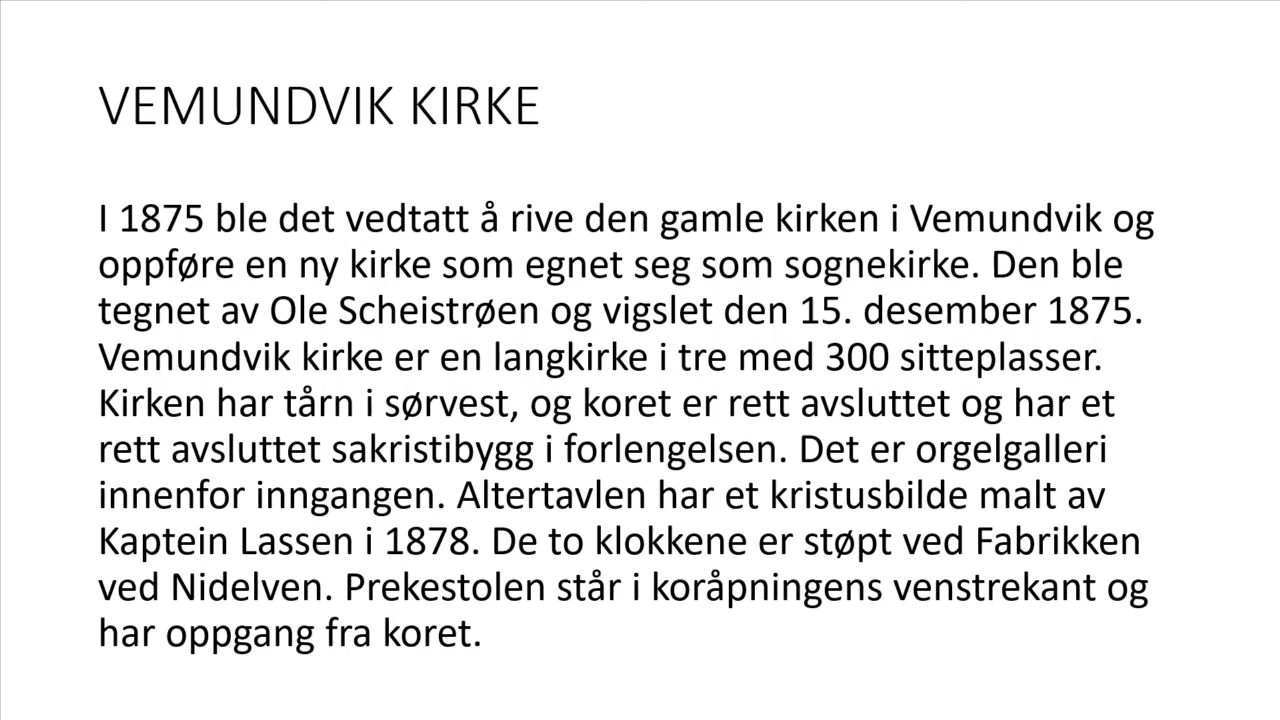 VEMUNDVIK KIRKE
I 1875 ble det vedtatt å rive den gamle kirken i Vemundvik og
oppføre en ny kirke som egnet seg som sognekirke. Den ble
tegnet av Ole Scheistrøen og vigslet den 15. desember 1875.
Vemundvik kirke er en langkirke i tre med 300 sitteplasser.
Kirken har tårn i sørvest, og koret er rett avsluttet og har et
rett avsluttet sakristibygg i forlengelsen. Det er orgelgalleri
innenfor inngangen. Altertavlen har et kristusbilde malt av
Kaptein Lassen i 1878. De to klokkene er støpt ved Fabrikken
ved Nidelven. Prekestolen står i koråpningens venstrekant og
har oppgang fra koret.